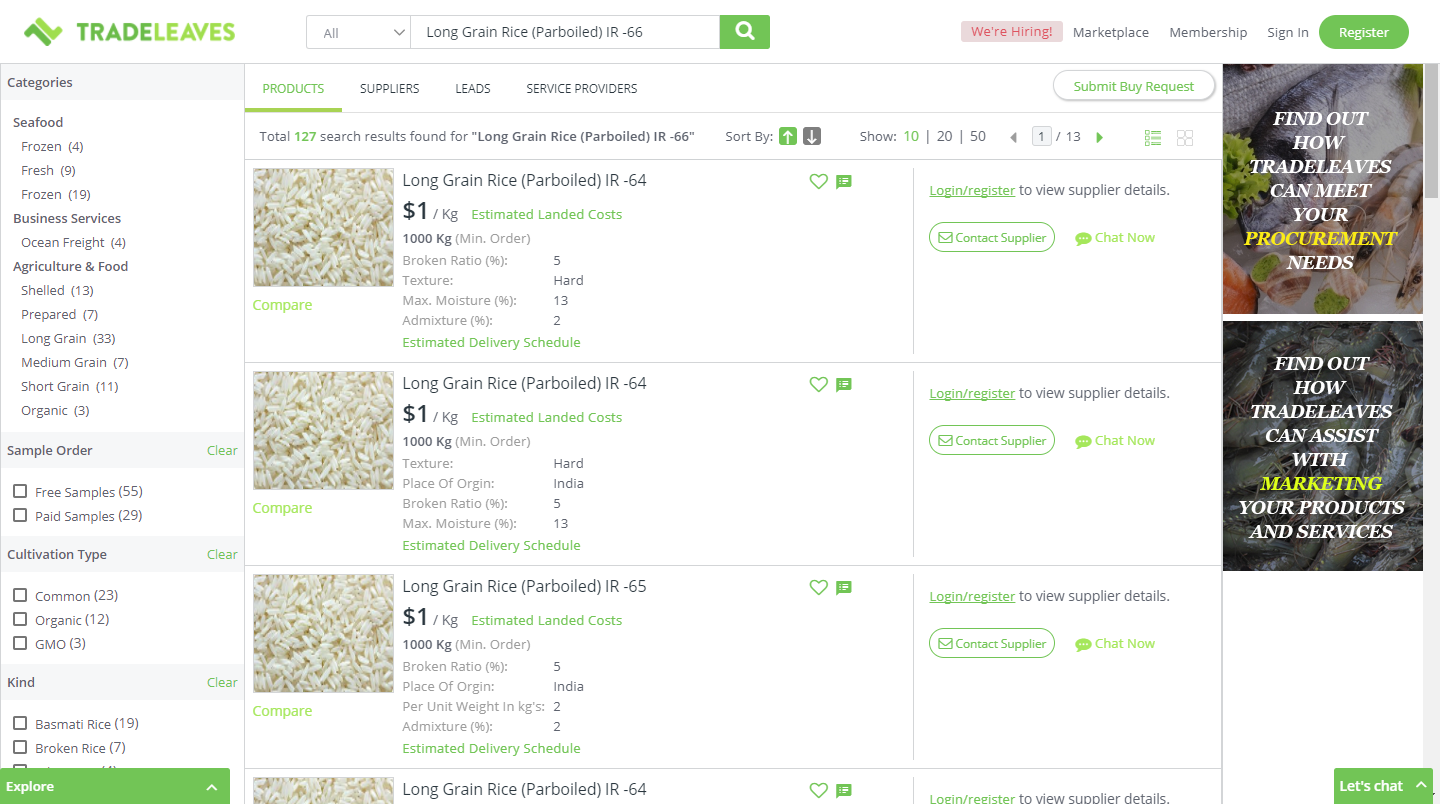 TRADELEAVES
All
Long Grain Rice (Parboiled) IR -66
We're Hiring!
Marketplace
Membership
Sign In
Register
Categories
Seafood
Frozen (4)
Fresh (9)
Frozen (19)
Business Services
Ocean Freight (4)
Agriculture & Food
Shelled (13)
Prepared (7)
Long Grain (33)
Medium Grain (7)
Short Grain (11)
Organic (3)
Sample Order Clear
Free Samples (55)
Paid Samples (29)
Cultivation Type Clear
Common (23)
Organic (12)
GMO (3)
Kind Clear
Basmati Rice (19)
Broken Rice (7)
Explore
PRODUCTS SUPPLIERS LEADS SERVICE PROVIDERS
Submit Buy Request
Total 127 search results found for "Long Grain Rice (Parboiled) IR -66"
Sort By:
Show: 10 | 20 | 50
1 / 13
Long Grain Rice (Parboiled) IR -64
$1 / Kg Estimated Landed Costs
1000 Kg (Min. Order)
Broken Ratio (%): 5
Texture: Hard
Max. Moisture (%): 13
Admixture (%): 2
Estimated Delivery Schedule
Compare
Login/register to view supplier details.
Contact Supplier
Chat Now
Long Grain Rice (Parboiled) IR -64
$1 / Kg Estimated Landed Costs
1000 Kg (Min. Order)
Texture: Hard
Place Of Orgin: India
Broken Ratio (%): 5
Max. Moisture (%): 13
Estimated Delivery Schedule
Compare
Login/register to view supplier details.
Contact Supplier
Chat Now
Long Grain Rice (Parboiled) IR -65
$1 / Kg Estimated Landed Costs
1000 Kg (Min. Order)
Broken Ratio (%): 5
Place Of Orgin: India
Per Unit Weight In kg's: 2
Admixture (%): 2
Estimated Delivery Schedule
Compare
Login/register to view supplier details.
Contact Supplier
Chat Now
Long Grain Rice (Parboiled) IR -64
Login/register to view supplier details.
FIND OUT
HOW
TRADELEAVES
CAN MEET
YOUR
PROCUREMENT
NEEDS
FIND OUT
HOW
TRADELEAVES
CAN ASSIST
WITH
MARKETING
YOUR PRODUCTS
AND SERVICES
Let's chat